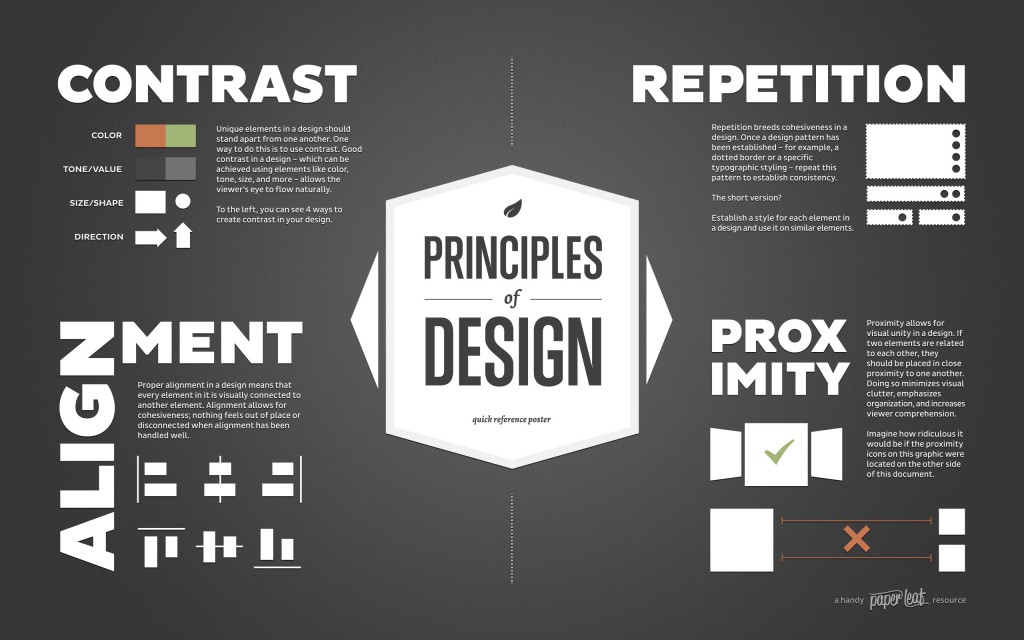 CONTRAST
COLOR
TONE/VALUE
SIZE/SHAPE
DIRECTION
Unique elements in a design should
stand apart from one another. One
way to do this is to use contrast. Good
contrast in a design – which can be
achieved using elements like color,
tone, size, and more – allows the
viewer's eye to flow naturally.
To the left, you can see 4 ways to
create contrast in your design.
REPETITION
Repetition breeds cohesiveness in a
design. Once a design pattern has
been established – for example, a
dotted border or a specific
typographic styling – repeat this
pattern to establish consistency.
The short version?
Establish a style for each element in
a design and use it on similar elements.
PRINCIPLES
of
DESIGN
quick reference poster
ALIGNMENT
Proper alignment in a design means that
every element in it is visually connected to
another element. Alignment allows for
cohesiveness; nothing feels out of place or
disconnected when alignment has been
handled well.
PROX
IMITY
Proximity allows for
visual unity in a design. If
two elements are related
to each other, they
should be placed in close
proximity to one another.
Doing so minimizes visual
clutter, emphasizes
organization, and increases
viewer comprehension.
Imagine how ridiculous it
would be if the proximity
icons on this graphic were
located on the other side
of this document.
a handy paper leaf resource